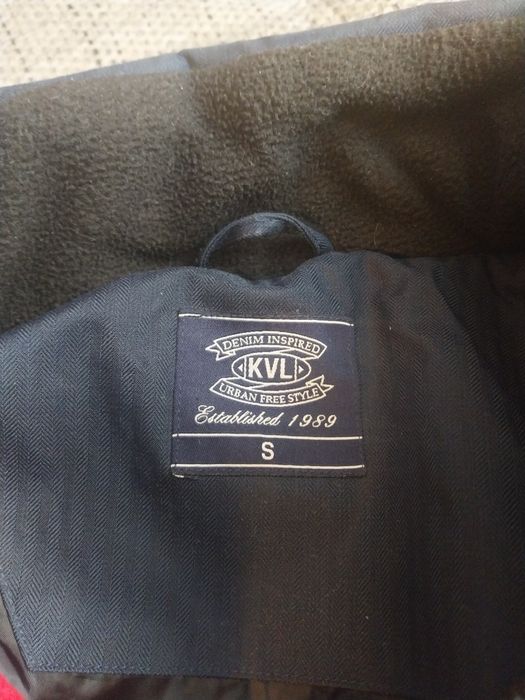 DENIM INSPIRED
KVL
URBAN FREE STYLE
Established 1989
S